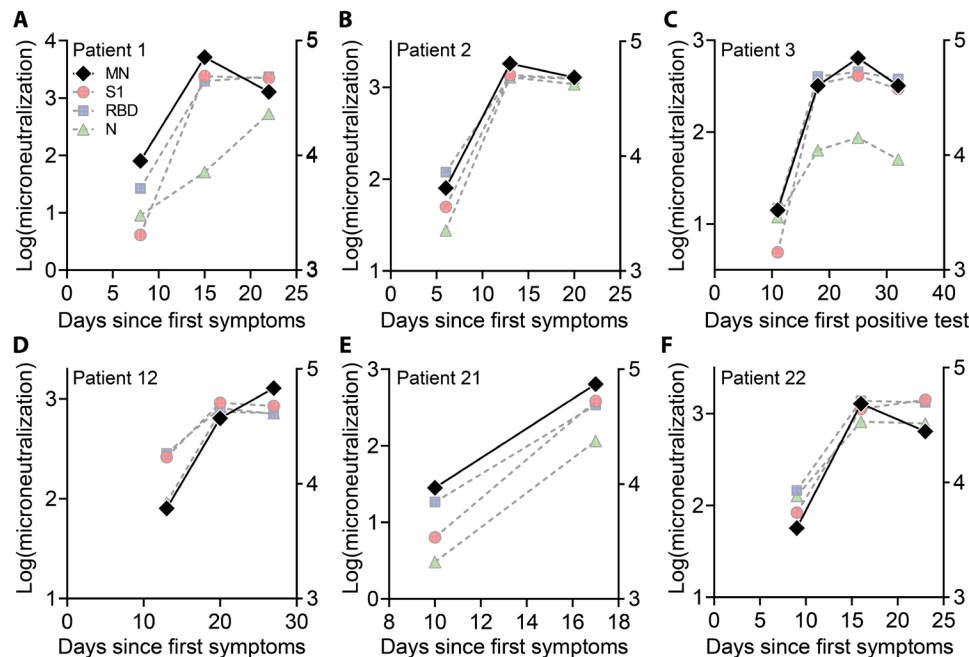 A
Patient 1
MN
S1
RBD
N
Log(microneutralization)
4
3
2
1
0
5
4
3
0 5 10 15 20 25
Days since first symptoms
B
Patient 2
Log(microneutralization)
3
2
1
5
4
3
0 5 10 15 20 25
Days since first symptoms
C
Patient 3
Log(microneutralization)
3
2
1
5
4
3
0 10 20 30 40
Days since first positive test
D
Patient 12
Log(microneutralization)
3
2
1
5
4
3
0 10 20 30
Days since first symptoms
E
Patient 21
Log(microneutralization)
3
2
1
0
5
4
3
8 10 12 14 16 18
Days since first symptoms
F
Patient 22
Log(microneutralization)
3
2
1
5
4
3
0 5 10 15 20 25
Days since first symptoms